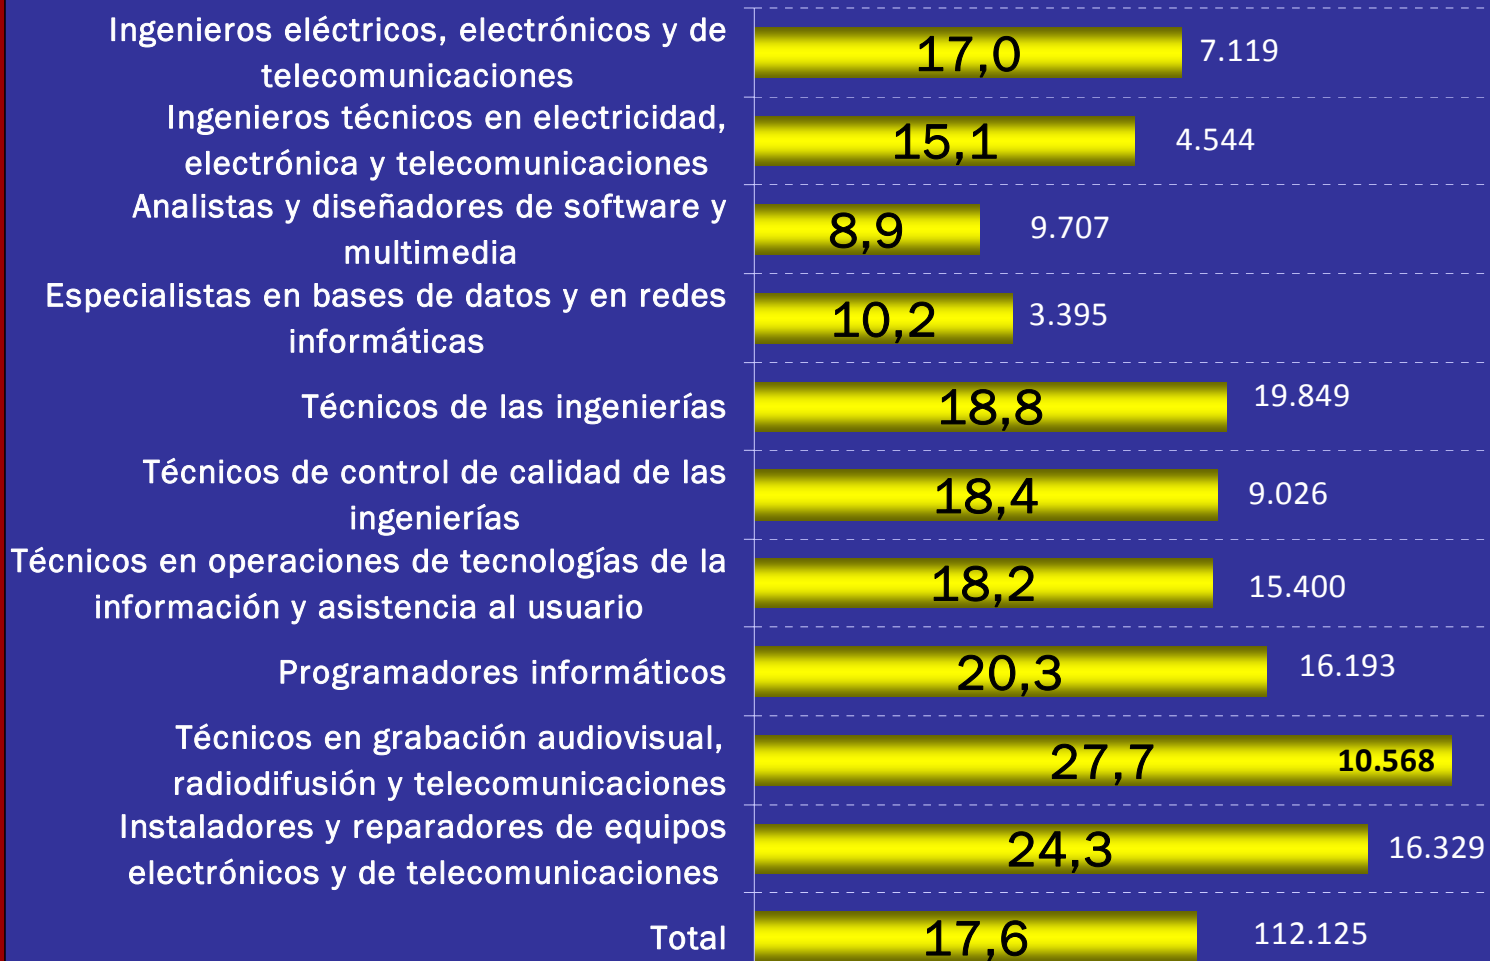 Ingenieros eléctricos, electrónicos y de
telecomunicaciones
17,0
7.119
Ingenieros técnicos en electricidad,
electrónica y telecomunicaciones
15,1
4.544
Analistas y diseñadores de software y
multimedia
8,9
9.707
Especialistas en bases de datos y en redes
informáticas
10,2
3.395
Técnicos de las ingenierías
18,8
19.849
Técnicos de control de calidad de las
ingenierías
18,4
9.026
Técnicos en operaciones de tecnologías de la
información y asistencia al usuario
18,2
15.400
Programadores informáticos
20,3
16.193
Técnicos en grabación audiovisual,
radiodifusión y telecomunicaciones
27,7
10.568
Instaladores y reparadores de equipos
electrónicos y de telecomunicaciones
24,3
16.329
Total
17,6
112.125